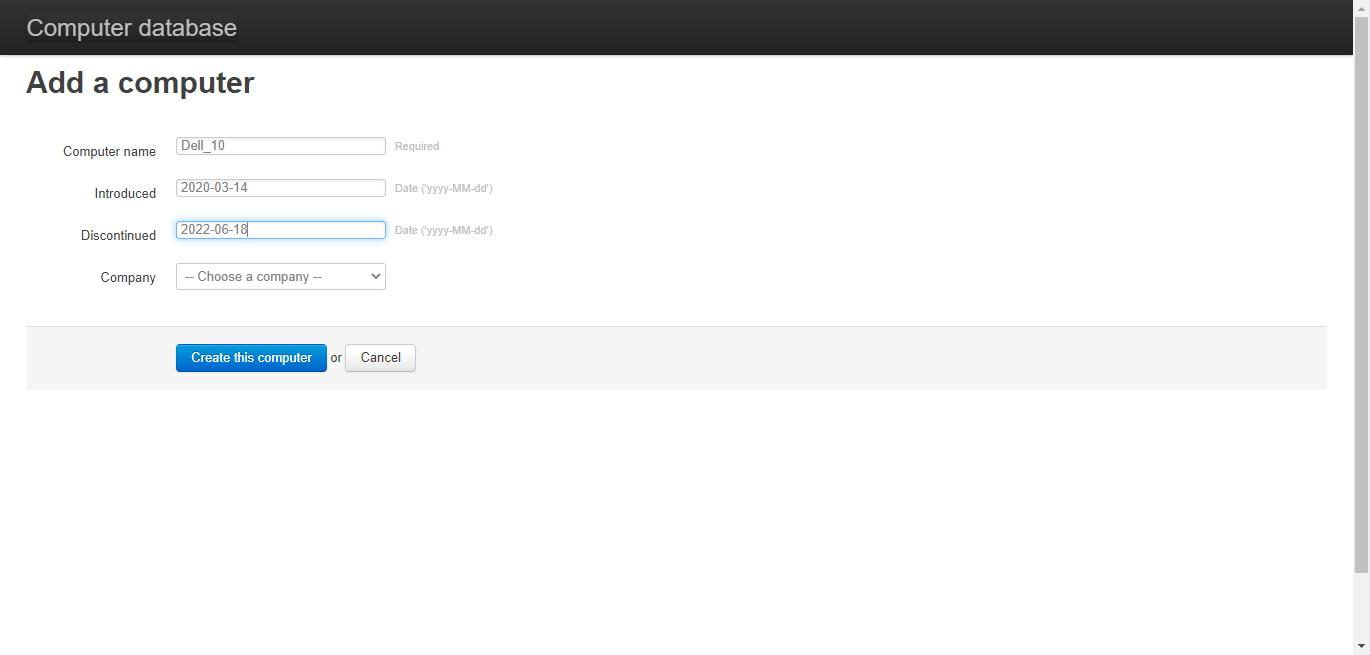 Computer database
Add a computer
Computer name Dell_10 Required
Introduced 2020-03-14 Date ('yyyy-MM-dd')
Discontinued 2022-06-18 Date ('yyyy-MM-dd')
Company -- Choose a company --
Create this computer or Cancel